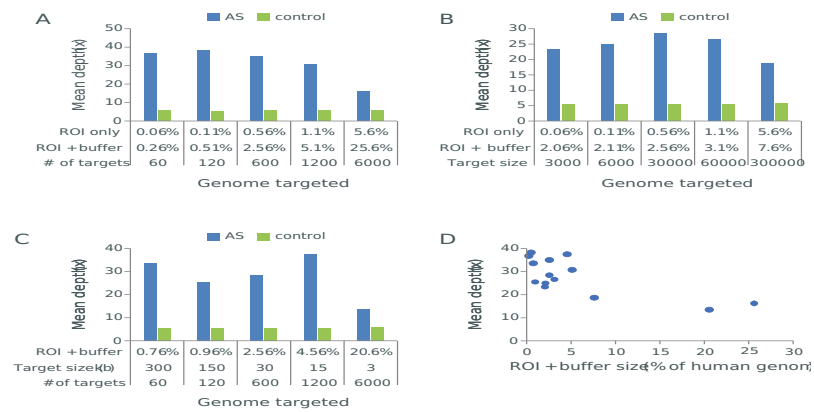 A
AS control
50
40
30
20
10
0
Mean depth(x)
ROI only 0.06% 0.11% 0.56% 1.1% 5.6%
ROI +buffer 0.26% 0.51% 2.56% 5.1% 25.6%
# of targets 60 120 600 1200 6000
Genome targeted
B
AS control
30
25
20
15
10
5
0
Mean depth(x)
ROI only 0.06% 0.11% 0.56% 1.1% 5.6%
ROI + buffer 2.06% 2.11% 2.56% 3.1% 7.6%
Target size 3000 6000 30000 60000 300000
Genome targeted
C
AS control
40
30
20
10
0
Mean depth(x)
ROI +buffer 0.76% 0.96% 2.56% 4.56% 20.6%
Target size(kb) 300 150 30 15 3
#of targets 60 120 600 1200 6000
Genome targeted
D
40
30
20
10
0
Mean depth(x)
0 5 10 15 20 25 30
ROI +buffer size(% of human genom)